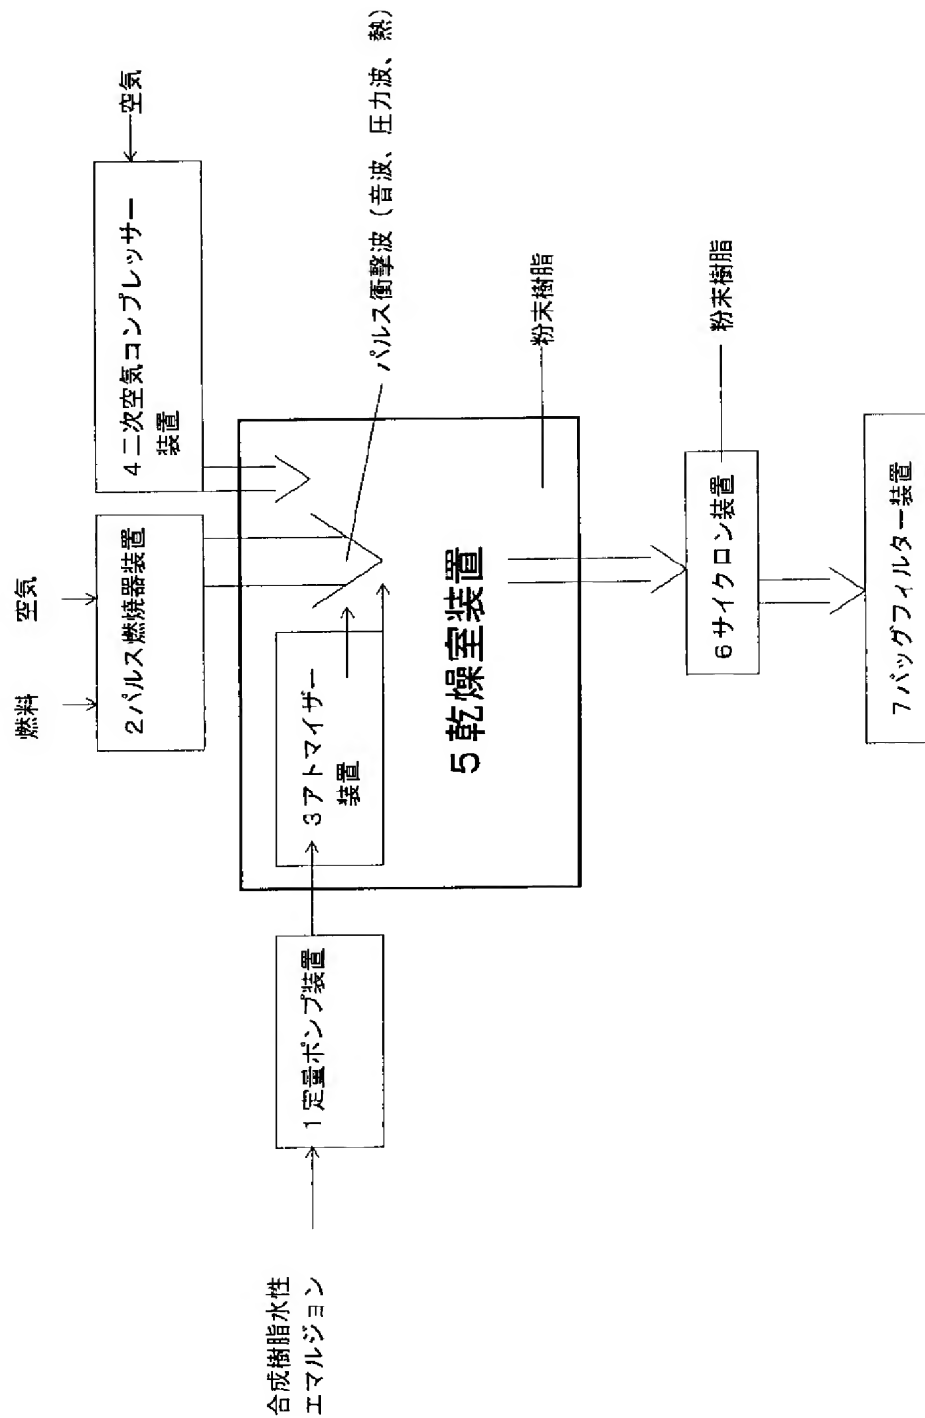 合成樹脂水性
エマルジョン
1定量ポンプ装置
燃料
空気
2パルス燃焼器装置
3アトマイザー
装置
4二次空気コンプレッサー
装置
空気
パルス衝撃波（音波、圧力波、熱）
5乾燥室装置
粉末樹脂
6サイクロン装置
粉末樹脂
7バッグフィルター装置